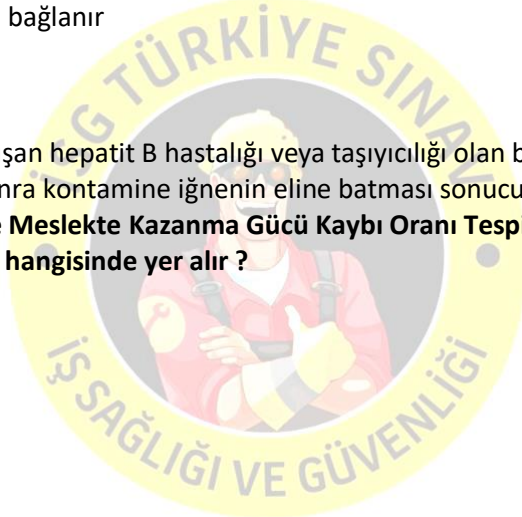 bağlanır
İSG TÜRKİYE SINAV
şan hepatit B hastalığı veya taşıyıcılığı olan b
nra kontamine iğnenin eline batması sonucu
e Meslekte Kazanma Gücü Kaybı Oranı Tespi
hangisinde yer alır ?
İŞ SAĞLIĞI VE GÜVENLİĞİ